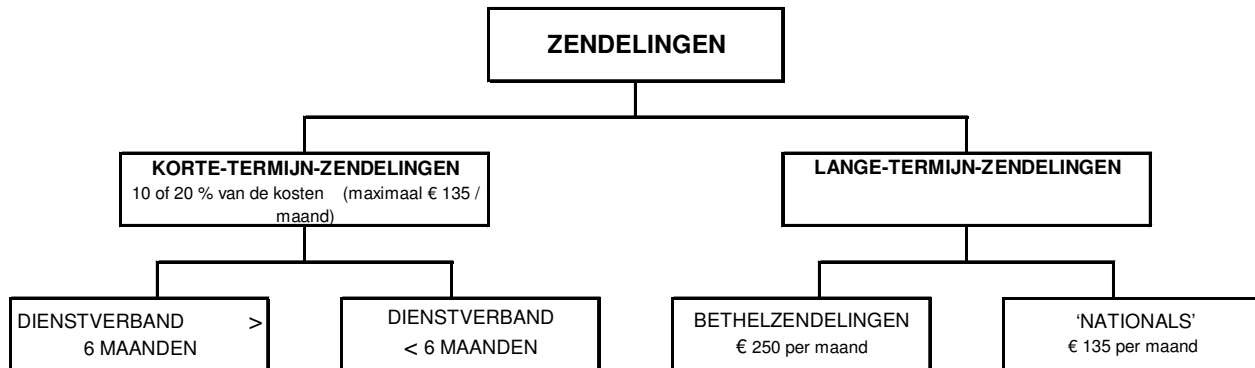 ZENDELINGEN
KORTE-TERMIJN-ZENDELINGEN
10 of 20 % van de kosten (maximaal € 135 /
maand)
LANGE-TERMIJN-ZENDELINGEN
DIENSTVERBAND >
6 MAANDEN
DIENSTVERBAND
< 6 MAANDEN
BETHELZENDELINGEN
€ 250 per maand
‘NATIONALS’
€ 135 per maand